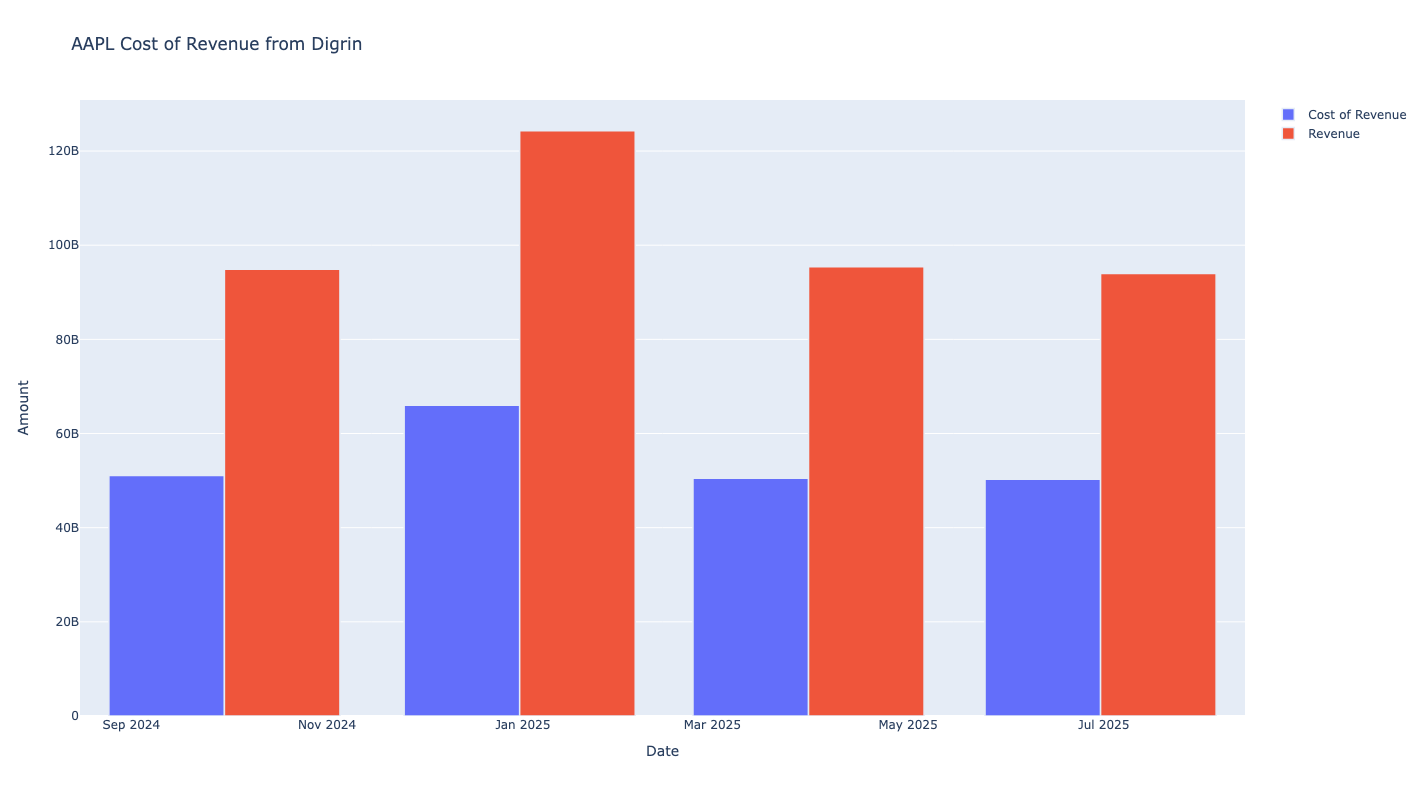 AAPL Cost of Revenue from Digrin
Cost of Revenue
Revenue
120B
100B
80B
60B
40B
20B
0
Amount
Sep 2024
Nov 2024
Jan 2025
Mar 2025
May 2025
Jul 2025
Date